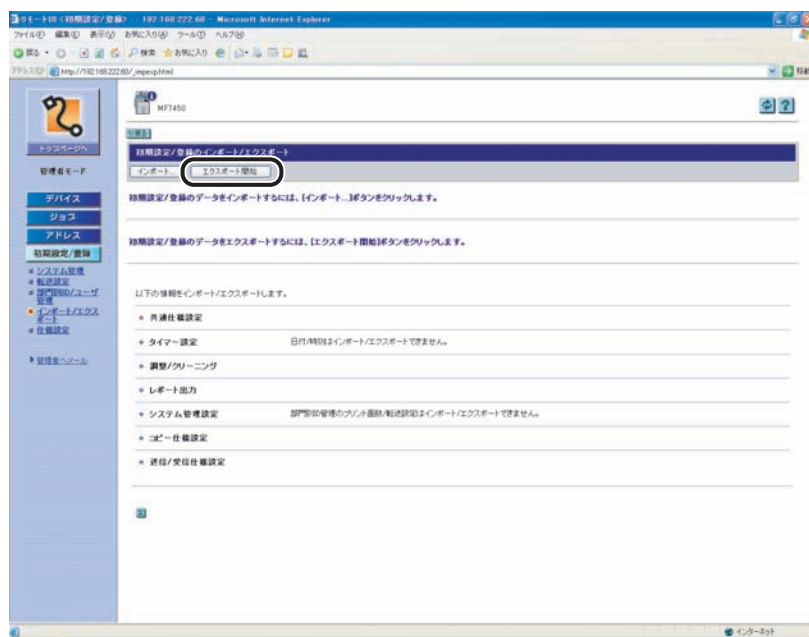 リモートUI <初期設定/登録> : 192.168.222.60 - Microsoft Internet Explorer
ファイル(F) 編集(E) 表示(V) お気に入り(A) ツール(T) ヘルプ(H)
戻る 検索 お気に入り
アドレス(D) http://192.168.222.60/_impexp.html 移動
MF7450
トップページへ
管理者モード
デバイス
ジョブ
アドレス
初期設定/登録
システム管理
転送設定
部門別ID/ユーザ
管理
インポート/エクス
ポート
仕様設定
管理者へメール
初期設定/登録のインポート/エクスポート
インポート... エクスポート開始
初期設定/登録のデータをインポートするには、[インポート...]ボタンをクリックします。
初期設定/登録のデータをエクスポートするには、[エクスポート開始]ボタンをクリックします。
以下の情報をインポート/エクスポートします。
共通仕様設定
タイマー設定 日付/時刻はインポート/エクスポートできません。
調整/クリーニング
レポート出力
システム管理設定 部門別ID管理のプリント面数/転送設定はインポート/エクスポートできません。
コピー仕様設定
送信/受信仕様設定
インターネット